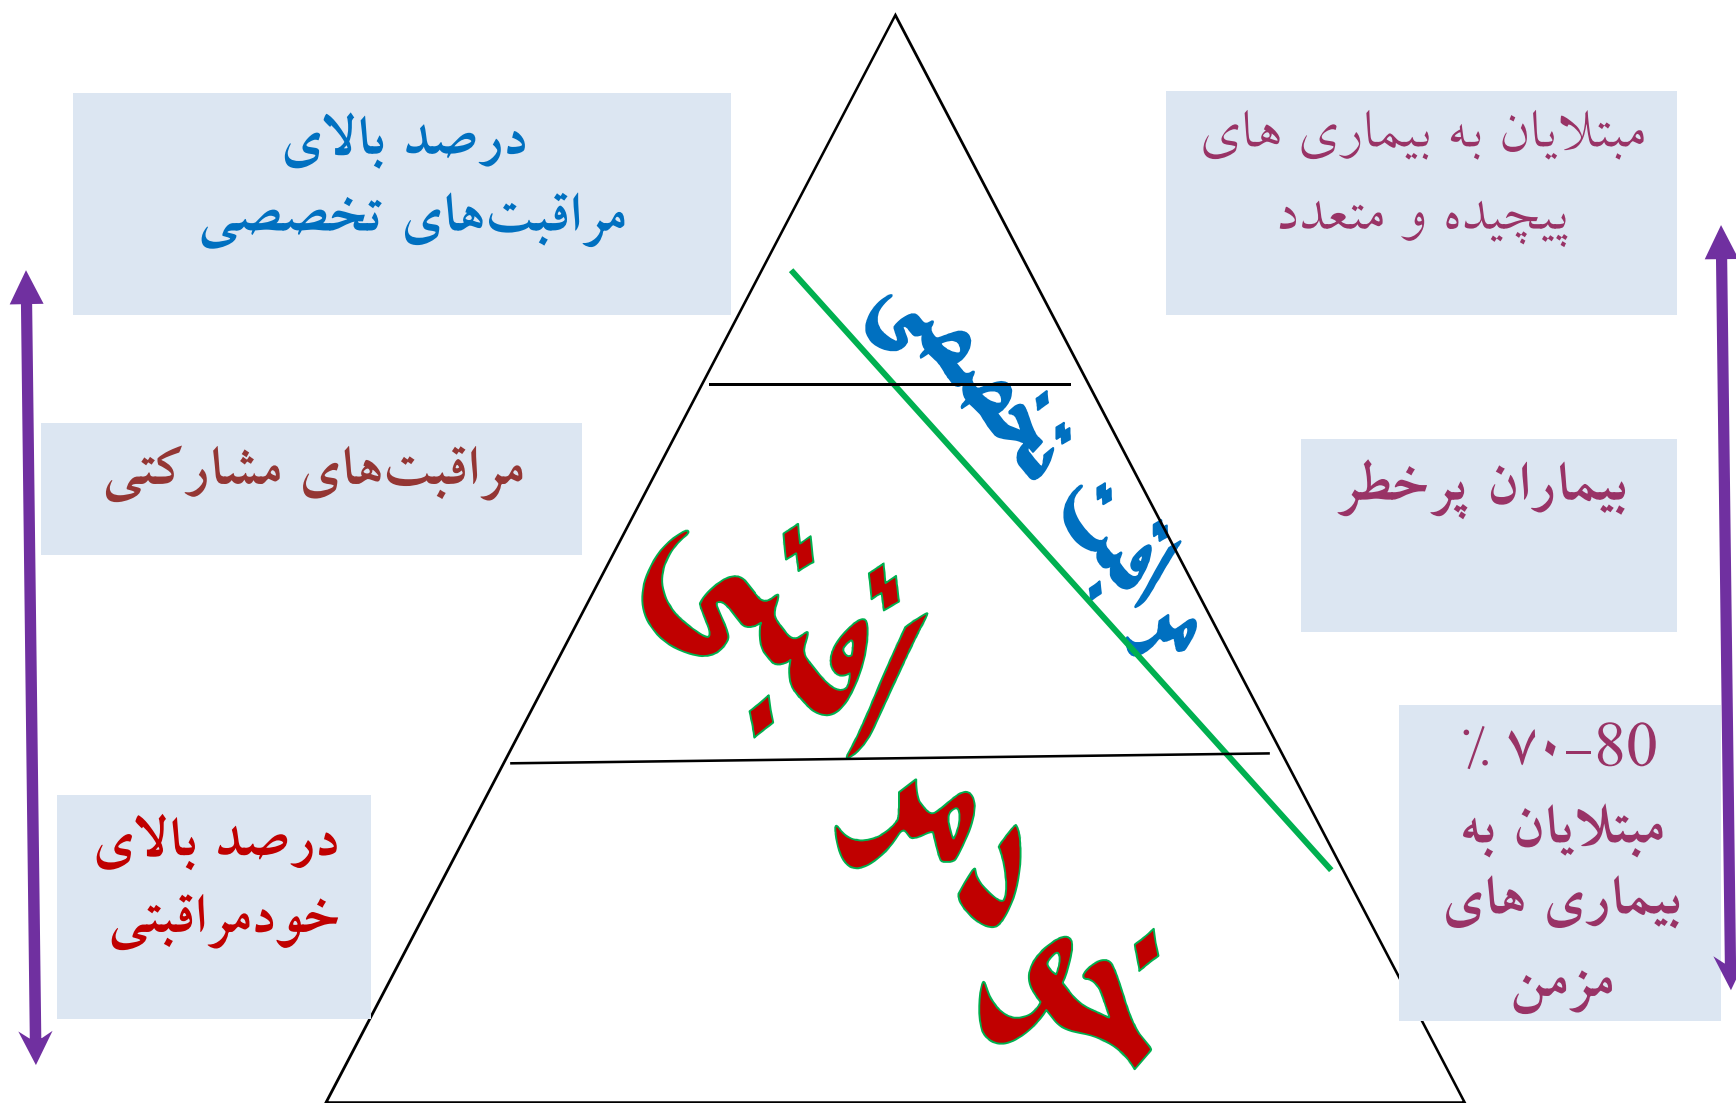 مبتلایان به بیماری های
پیچیده و متعدد
درصد بالای
مراقبت‌های تخصصی
مراقبت تخصصی
بیماران پرخطر
مراقبت‌های مشارکتی
خودمراقبتی
٪ ۷۰-80
مبتلایان به
بیماری های
مزمن
درصد بالای
خودمراقبتی